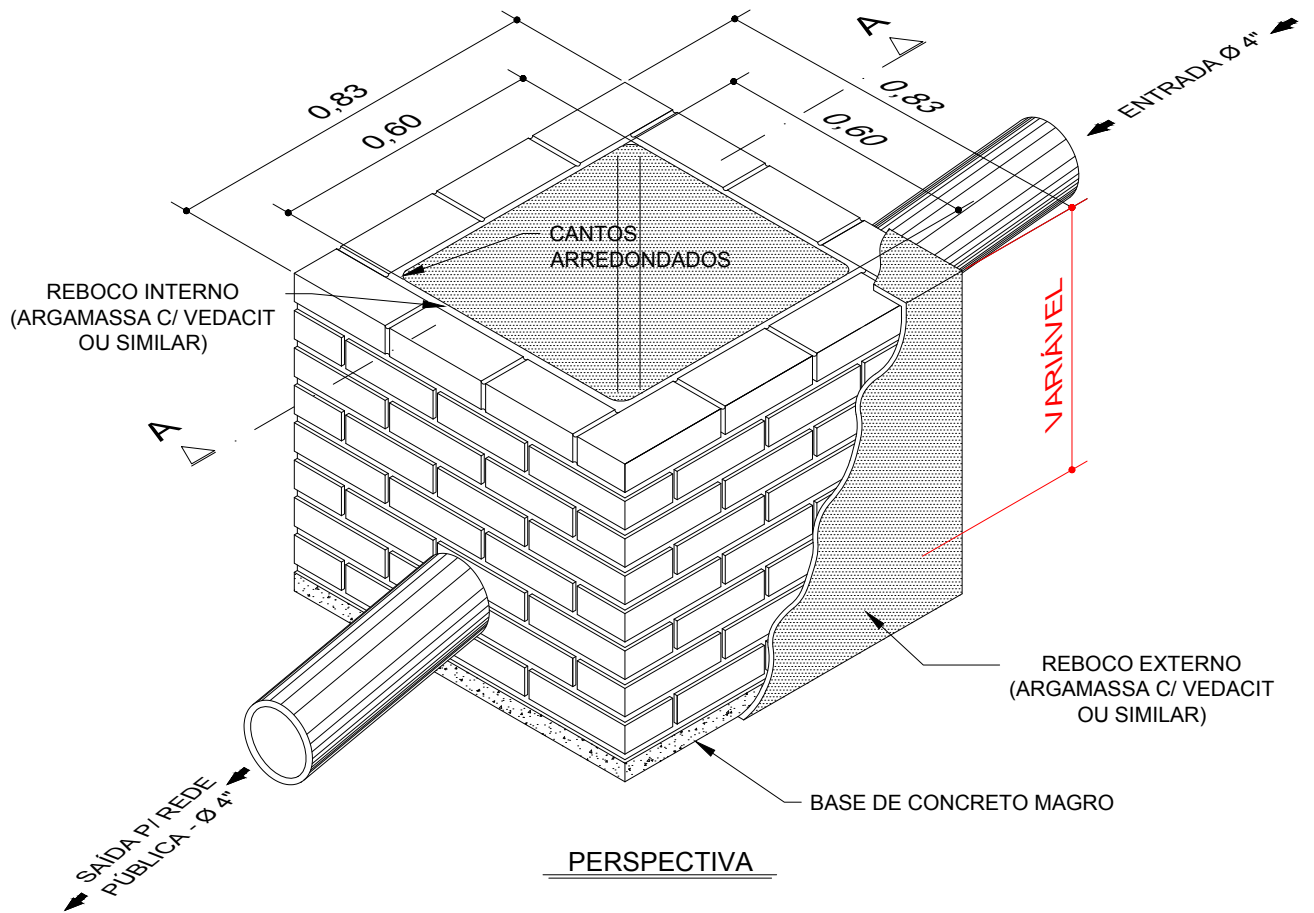 A
0,83
0,60
0,83
0,60
ENTRADA Ø 4"
CANTOS
ARREDONDADOS
REBOCO INTERNO
(ARGAMASSA C/ VEDACIT
OU SIMILAR)
VARIÁVEL
A
REBOCO EXTERNO
(ARGAMASSA C/ VEDACIT
OU SIMILAR)
BASE DE CONCRETO MAGRO
SAÍDA P/ REDE
PÚBLICA - Ø 4"
PERSPECTIVA